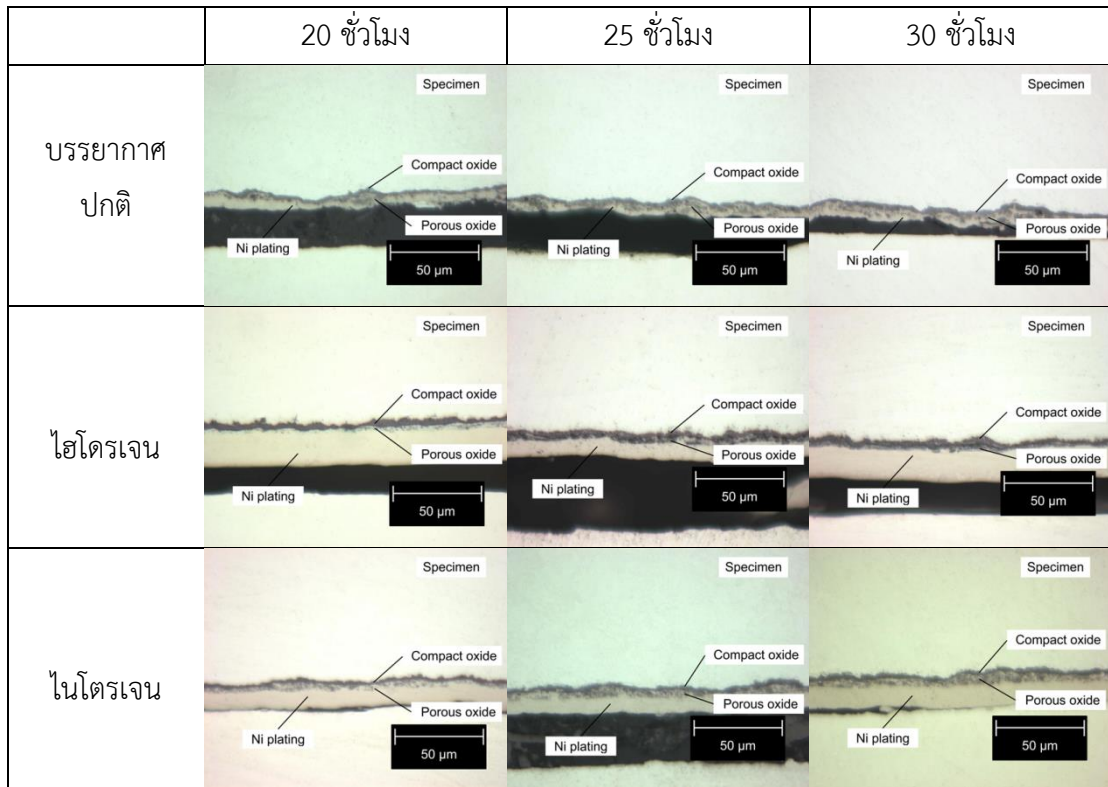 20 ชั่วโมง
25 ชั่วโมง
30 ชั่วโมง
บรรยากาศ
ปกติ
Specimen
Compact oxide
Porous oxide
Ni plating
50 µm
Specimen
Compact oxide
Porous oxide
Ni plating
50 µm
Specimen
Compact oxide
Porous oxide
Ni plating
50 µm
ไฮโดรเจน
Specimen
Compact oxide
Porous oxide
Ni plating
50 µm
Specimen
Compact oxide
Porous oxide
Ni plating
50 µm
Specimen
Compact oxide
Porous oxide
Ni plating
50 µm
ไนโตรเจน
Specimen
Compact oxide
Porous oxide
Ni plating
50 µm
Specimen
Compact oxide
Porous oxide
Ni plating
50 µm
Specimen
Compact oxide
Porous oxide
Ni plating
50 µm